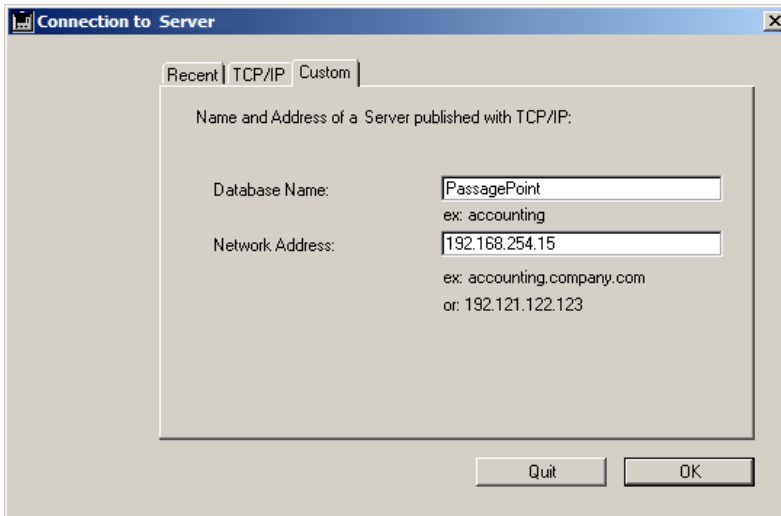 Connection to Server
Recent TCP/IP Custom
Name and Address of a Server published with TCP/IP:
Database Name: PassagePoint
ex: accounting
Network Address: 192.168.254.15
ex: accounting.company.com
or: 192.121.122.123
Quit OK